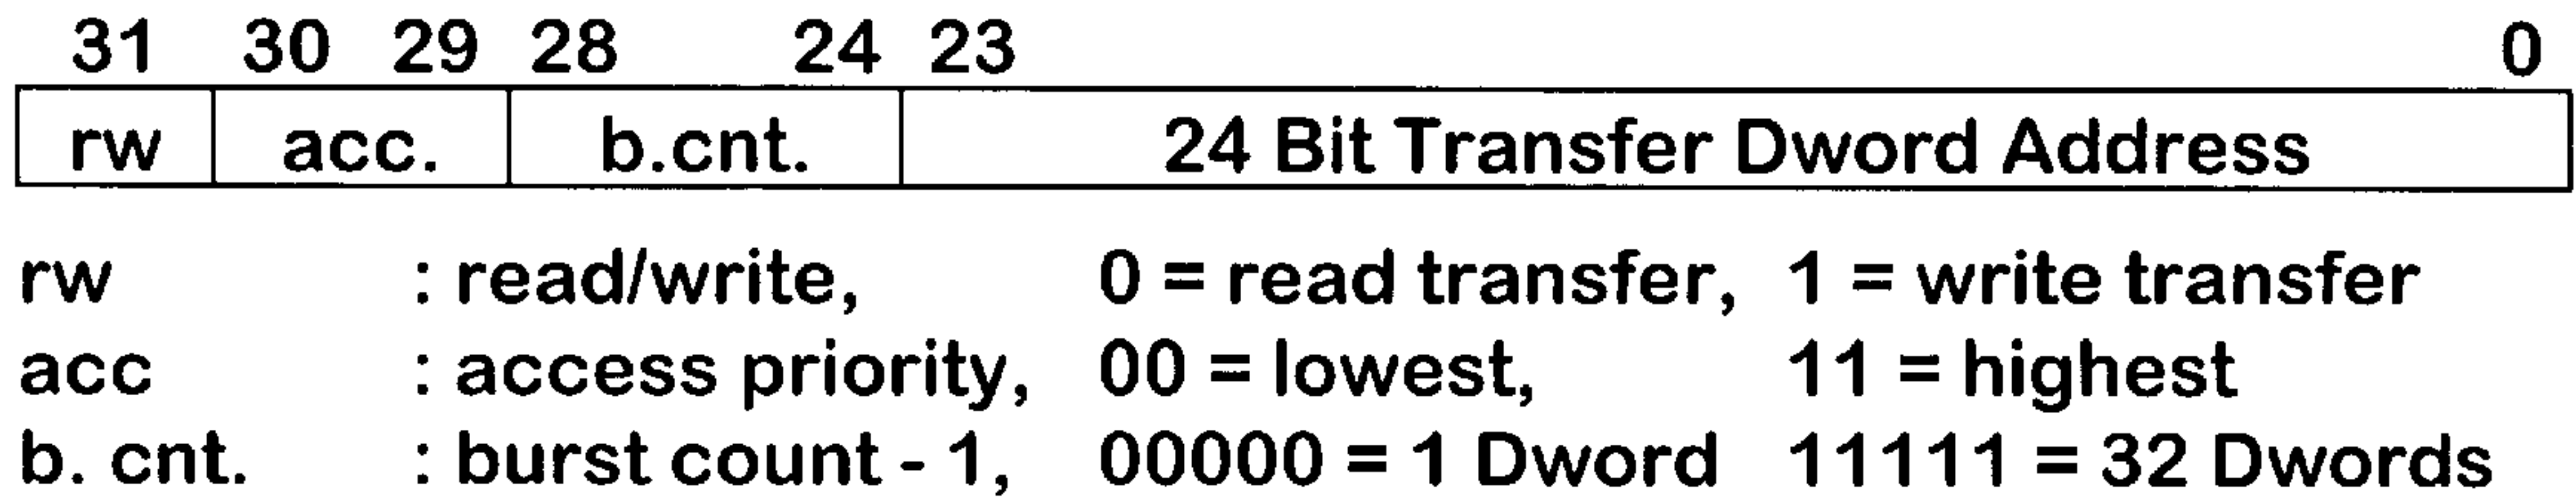 31 30 29 28 24 23 0
rw acc. b.cnt. 24 Bit Transfer Dword Address
rw : read/write, 0 = read transfer, 1 = write transfer
acc : access priority, 00 = lowest, 11 = highest
b. cnt. : burst count - 1, 00000 = 1 Dword 11111 = 32 Dwords